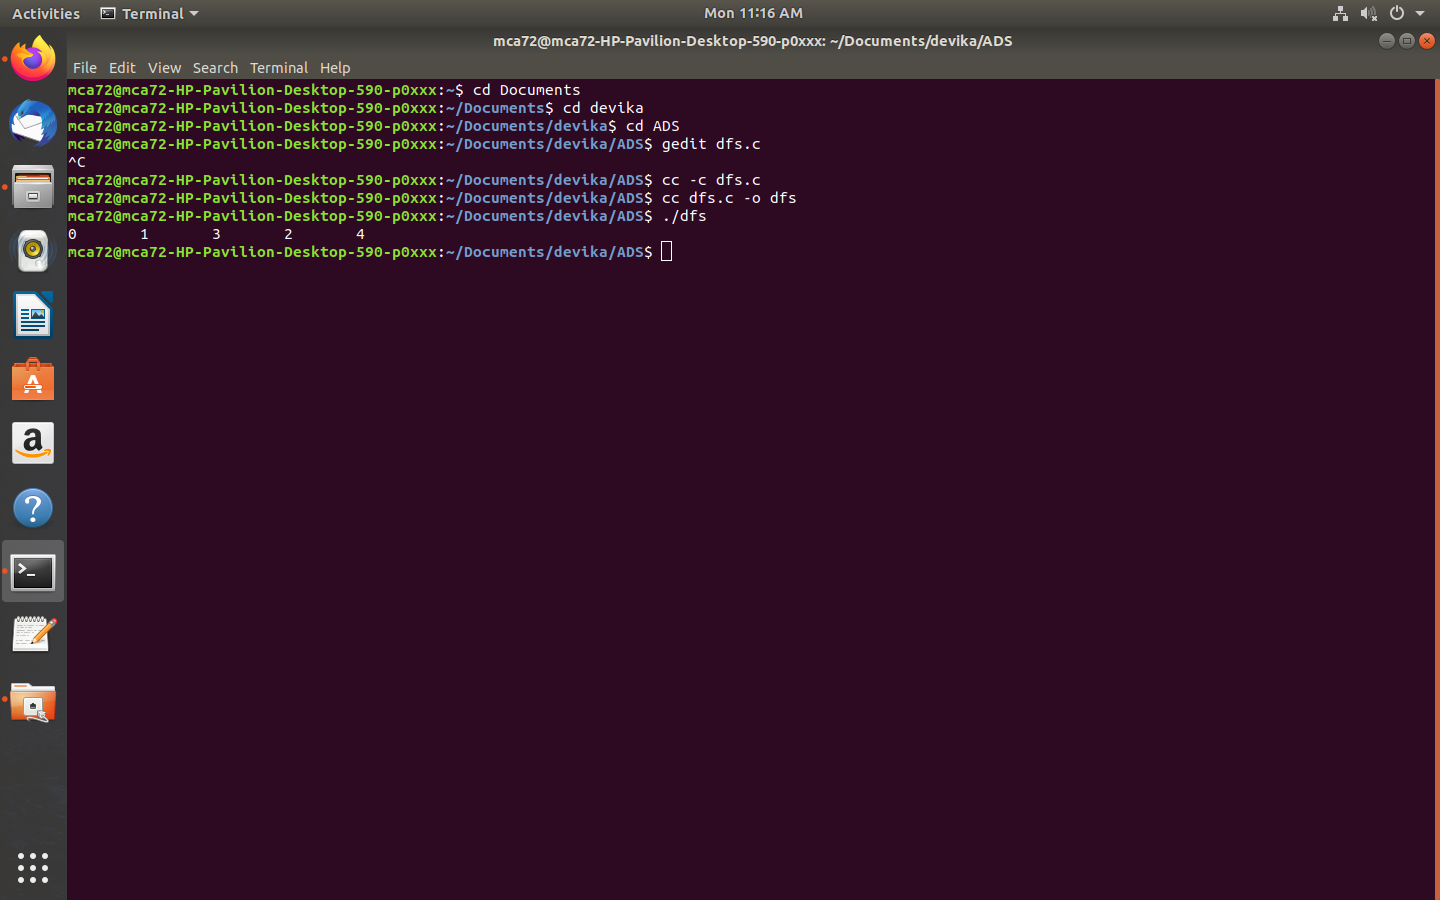 Activities Terminal Mon 11:16 AM
mca72@mca72-HP-Pavilion-Desktop-590-p0xxx: ~/Documents/devika/ADS
File Edit View Search Terminal Help
mca72@mca72-HP-Pavilion-Desktop-590-p0xxx:~$ cd Documents
mca72@mca72-HP-Pavilion-Desktop-590-p0xxx:~/Documents$ cd devika
mca72@mca72-HP-Pavilion-Desktop-590-p0xxx:~/Documents/devika$ cd ADS
mca72@mca72-HP-Pavilion-Desktop-590-p0xxx:~/Documents/devika/ADS$ gedit dfs.c
^C
mca72@mca72-HP-Pavilion-Desktop-590-p0xxx:~/Documents/devika/ADS$ cc -c dfs.c
mca72@mca72-HP-Pavilion-Desktop-590-p0xxx:~/Documents/devika/ADS$ cc dfs.c -o dfs
mca72@mca72-HP-Pavilion-Desktop-590-p0xxx:~/Documents/devika/ADS$ ./dfs
0 1 3 2 4
mca72@mca72-HP-Pavilion-Desktop-590-p0xxx:~/Documents/devika/ADS$